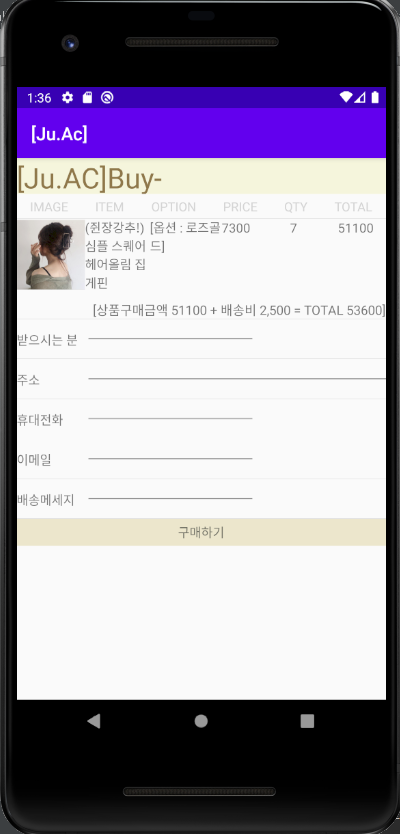 1:36
[Ju.Ac]
[Ju.AC]Buy-
IMAGE ITEM OPTION PRICE QTY TOTAL
(쥔장강추!) [옵션 : 로즈골 7300 7 51100
심플 스퀘어 드]
헤어올림 집
게핀
[상품구매금액 51100 + 배송비 2,500 = TOTAL 53600]
받으시는 분
주소
휴대전화
이메일
배송메세지
구매하기